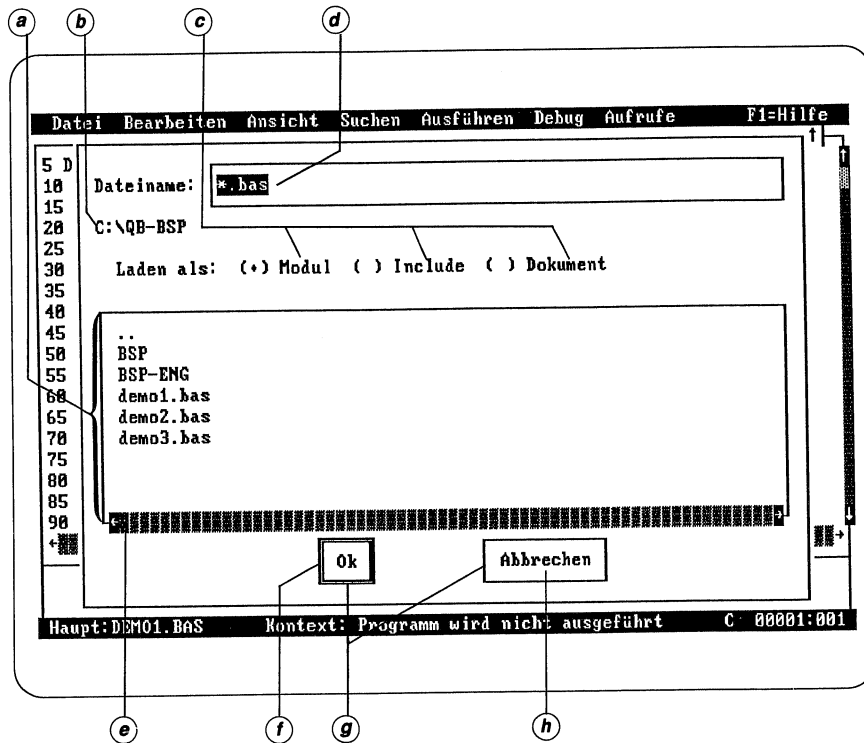 a b c d
Datei Bearbeiten Ansicht Suchen Ausführen Debug Aufrufe F1=Hilfe
5 D
10 Dateiname: *.bas
15
20 C:\QB-BSP
25
30 Laden als: (•) Modul ( ) Include ( ) Dokument
35
40
45 ..
50 BSP
55 BSP-ENG
60 demo1.bas
65 demo2.bas
70 demo3.bas
75
80
85
90
Ok Abbrechen
Haupt:DEMO1.BAS Kontext: Programm wird nicht ausgeführt C 00001:001
e f g h